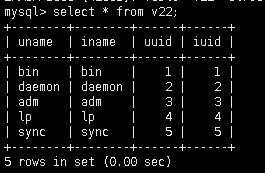 mysql> select * from v22;
+--------+--------+------+------+
| uname  | iname  | uuid | iuid |
+--------+--------+------+------+
| bin    | bin    |    1 |    1 |
| daemon | daemon |    2 |    2 |
| adm    | adm    |    3 |    3 |
| lp     | lp     |    4 |    4 |
| sync   | sync   |    5 |    5 |
+--------+--------+------+------+
5 rows in set (0.00 sec)